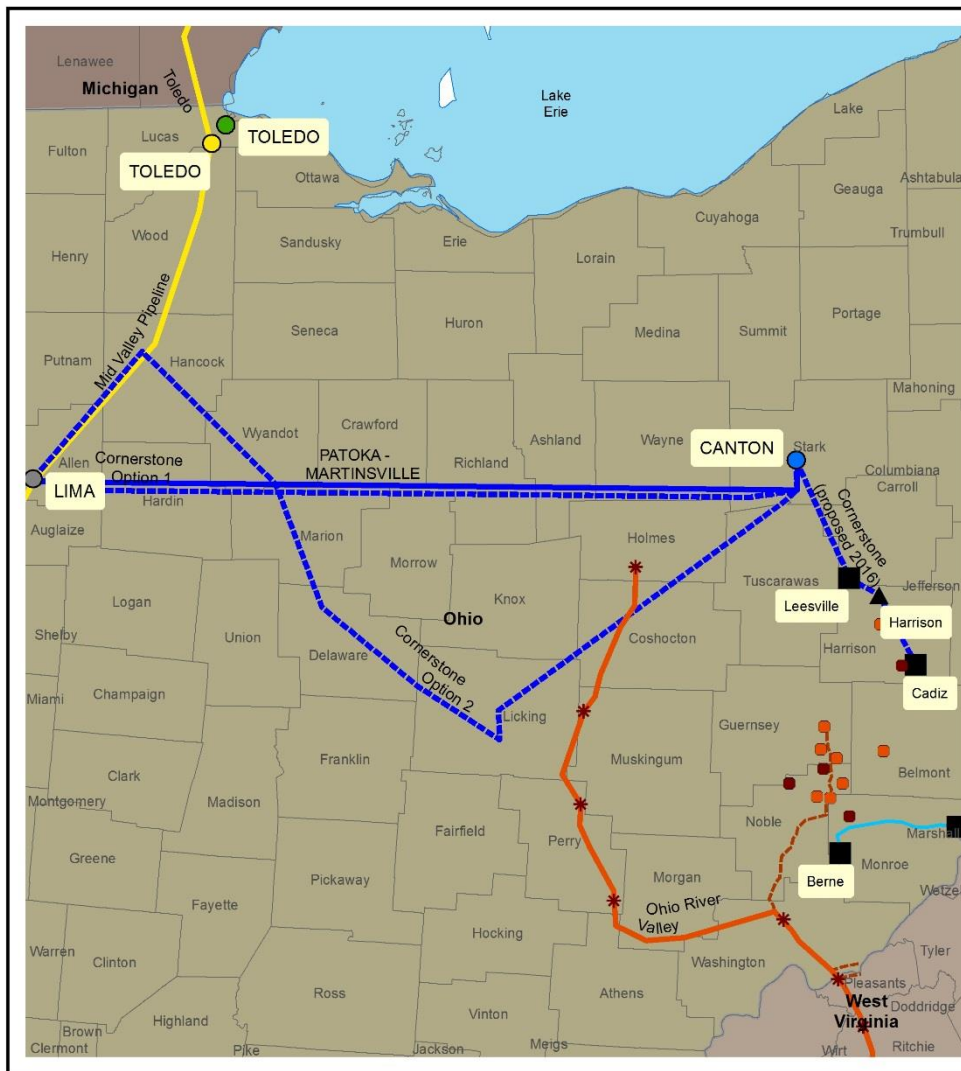 Lenawee
Michigan
Toledo
Lake
Erie
Lake
Lucas
TOLEDO
TOLEDO
Fulton
Ottawa
Geauga
Ashtabula
Cuyahoga
Trumbull
Wood
Henry
Sandusky
Erie
Lorain
Portage
Mid Valley Pipeline
Seneca
Huron
Medina
Summit
Putnam
Hancock
Mahoning
Crawford
Wyandot
Ashland
Wayne
CANTON
Stark
Richland
Allen
Cornerstone
Option 1
PATOKA -
MARTINSVILLE
Columbiana
Carroll
LIMA
Hardin
Auglaize
Marion
Holmes
Cornerstone
(proposed 2016)
Morrow
Tuscarawas
Jefferson
Logan
Knox
Leesville
Ohio
Harrison
Shelby
Union
Coshocton
Harrison
Delaware
Cornerstone
Option 2
Cadiz
Miami
Champaign
Licking
Guernsey
Franklin
Muskingum
Belmont
Clark
Montgomery
Madison
Noble
Fairfield
Marshall
Perry
Greene
Monroe
Pickaway
Morgan
Berne
Fayette
Wetzel
Ohio River
Valley
Hocking
Warren
Clinton
Washington
Tyler
Ross
Athens
Pleasants
West
Virginia
Doddridge
Vinton
Highland
Brown
Clermont
Pike
Jackson
Meigs
Wirt
Ritchie